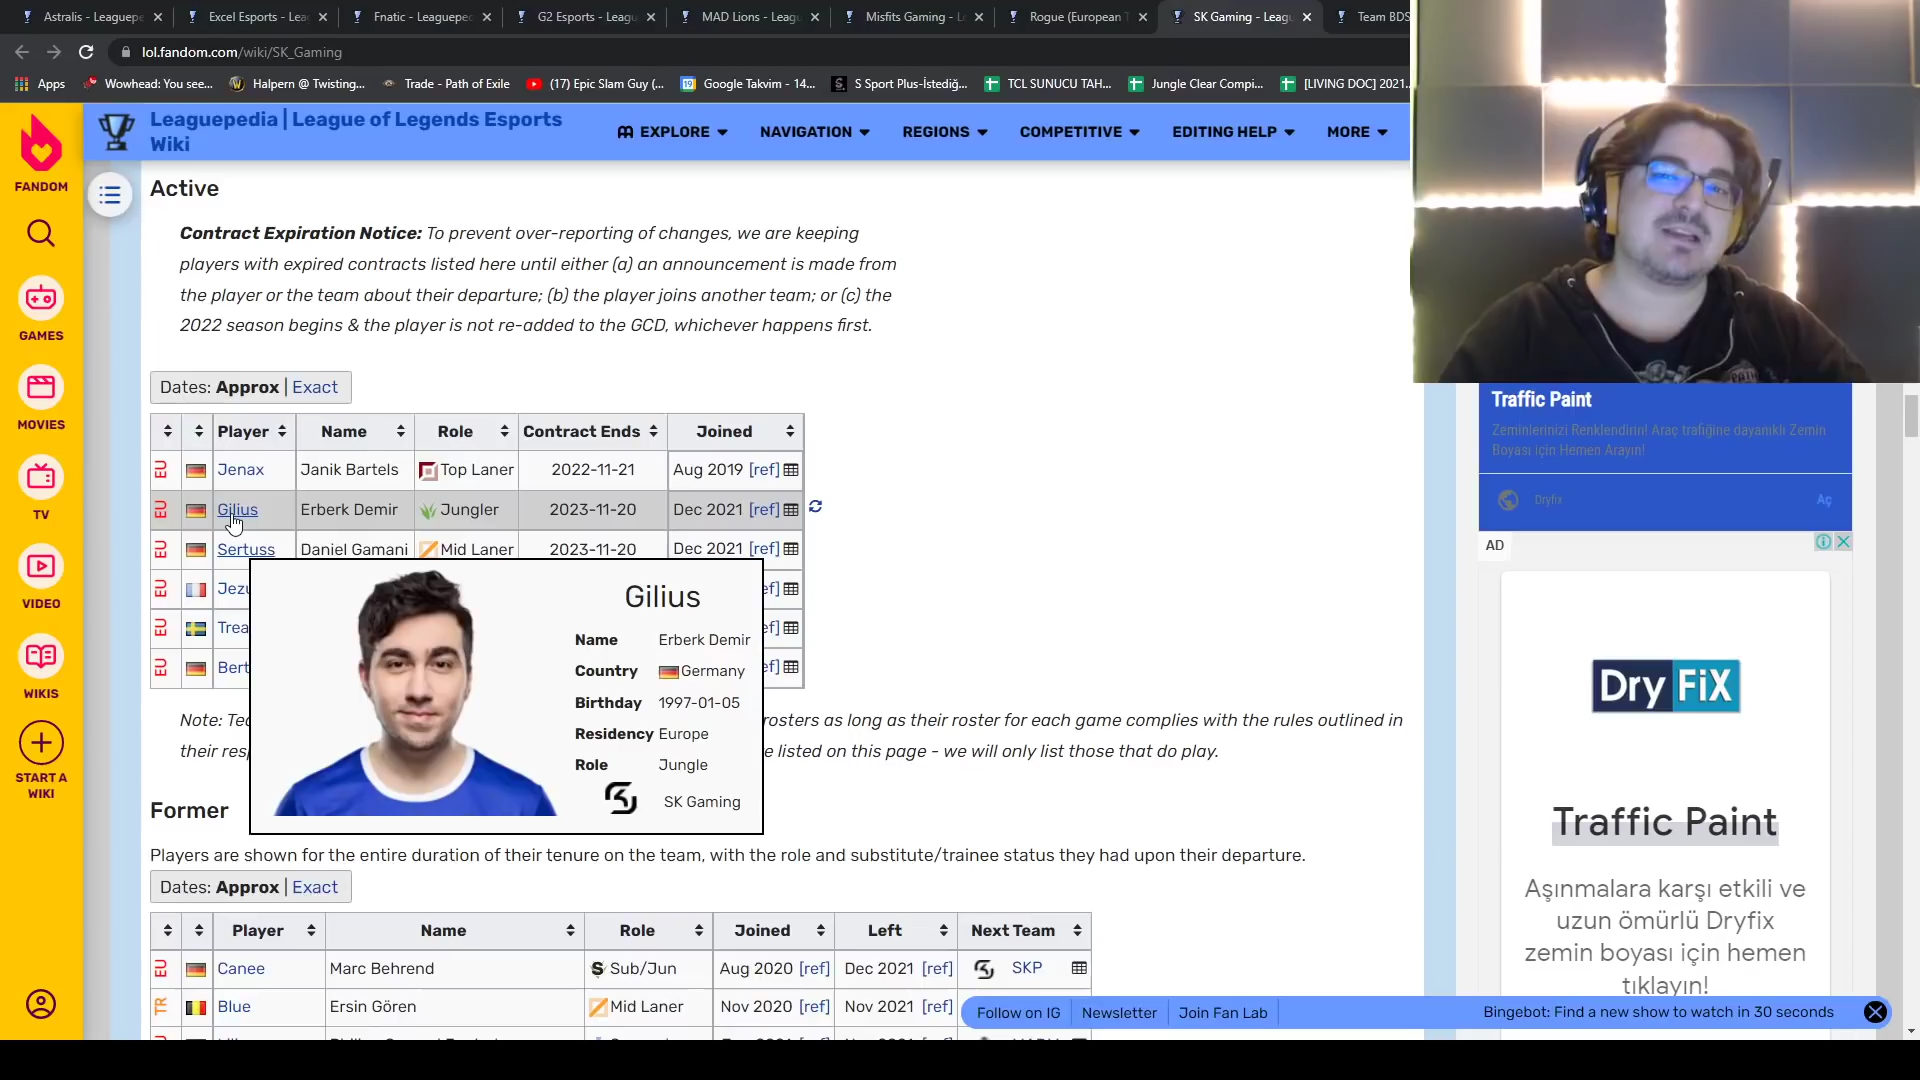 Astralis - Leaguepe
Excel Esports - Lea
Fnatic - Leaguepe
G2 Esports - Leagu
MAD Lions - Leagu
Misfits Gaming - L
Rogue (European T
SK Gaming - Leagu
Team BDS
lol.fandom.com/wiki/SK_Gaming
Apps
Wowhead: You see...
Halpern @ Twisting...
Trade - Path of Exile
(17) Epic Slam Guy (...
Google Takvim - 14...
S Sport Plus-İstediğ...
TCL SUNUCU TAH...
Jungle Clear Compi...
[LIVING DOC] 2021...
FANDOM
GAMES
MOVIES
TV
VIDEO
WIKIS
START A
WIKI
Leaguepedia | League of Legends Esports
Wiki
EXPLORE
NAVIGATION
REGIONS
COMPETITIVE
EDITING HELP
MORE
Active
Contract Expiration Notice: To prevent over-reporting of changes, we are keeping
players with expired contracts listed here until either (a) an announcement is made from
the player or the team about their departure; (b) the player joins another team; or (c) the
2022 season begins & the player is not re-added to the GCD, whichever happens first.
Dates: Approx | Exact
Player Name Role Contract Ends Joined
EU Jenax Janik Bartels Top Laner 2022-11-21 Aug 2019 [ref]
EU Gilius Erberk Demir Jungler 2023-11-20 Dec 2021 [ref]
EU Sertuss Daniel Gamani Mid Laner 2023-11-20 Dec 2021 [ref]
EU Jezu ef]
EU Trea ef]
EU Bert ef]
Gilius
Name Erberk Demir
Country Germany
Birthday 1997-01-05
Residency Europe
Role Jungle
SK Gaming
Note: Tea rosters as long as their roster for each game complies with the rules outlined in
their resp e listed on this page - we will only list those that do play.
Former
Players are shown for the entire duration of their tenure on the team, with the role and substitute/trainee status they had upon their departure.
Dates: Approx | Exact
Player Name Role Joined Left Next Team
EU Canee Marc Behrend Sub/Jun Aug 2020 [ref] Dec 2021 [ref] SKP
TR Blue Ersin Gören Mid Laner Nov 2020 [ref] Nov 2021 [ref]
Follow on IG
Newsletter
Join Fan Lab
Bingebot: Find a new show to watch in 30 seconds
Traffic Paint
Zeminlerinizi Renklendirin! Araç trafiğine dayanıklı Zemin
Boyası için Hemen Arayın!
Dryfix
Aç
AD
Dry FiX
Traffic Paint
Aşınmalara karşı etkili ve
uzun ömürlü Dryfix
zemin boyası için hemen
tıklayın!